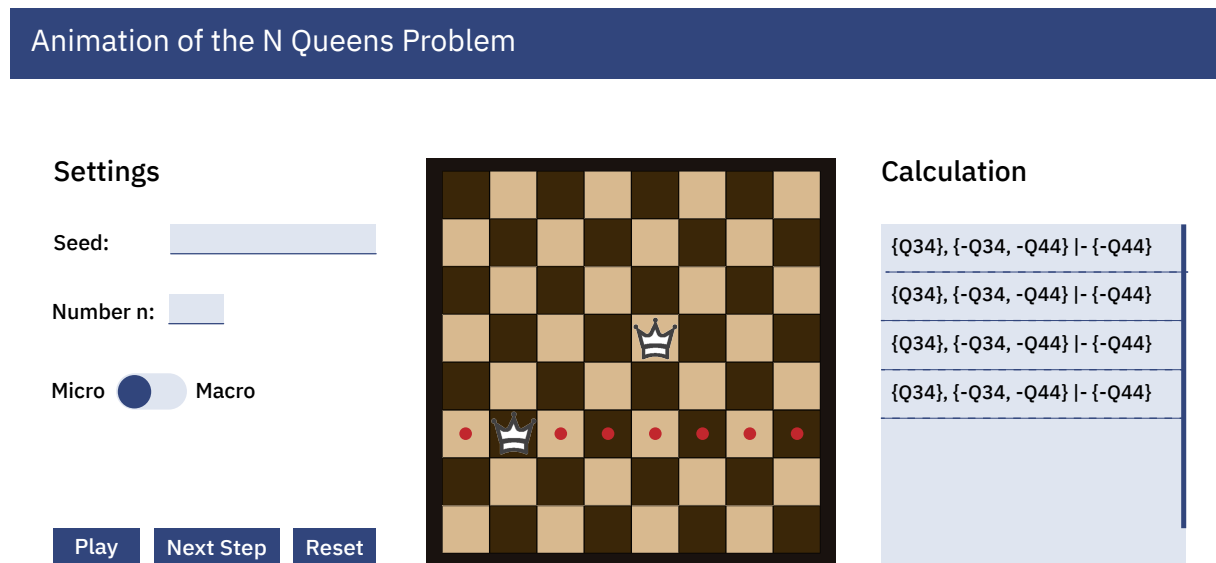 Animation of the N Queens Problem
Settings
Seed:
Number n:
Micro Macro
Play Next Step Reset
Calculation
{Q34}, {-Q34, -Q44} |- {-Q44}
{Q34}, {-Q34, -Q44} |- {-Q44}
{Q34}, {-Q34, -Q44} |- {-Q44}
{Q34}, {-Q34, -Q44} |- {-Q44}